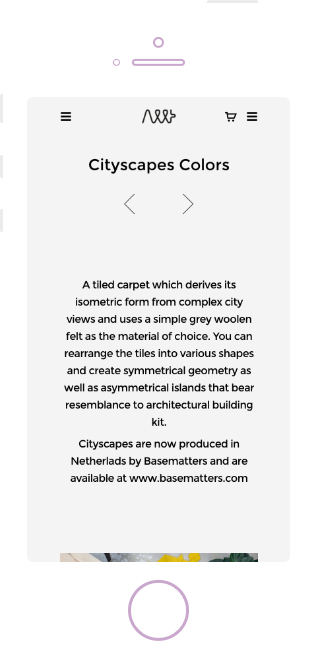 Cityscapes Colors
A tiled carpet which derives its
isometric form from complex city
views and uses a simple grey woolen
felt as the material of choice. You can
rearrange the tiles into various shapes
and create symmetrical geometry as
well as asymmetrical islands that bear
resemblance to architectural building
kit.
Cityscapes are now produced in
Netherlads by Basematters and are
available at www.basematters.com